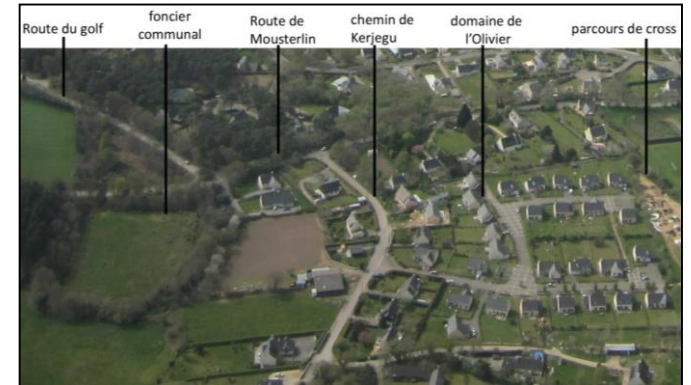 Route du golf
foncier
communal
Route de
Mousterlin
chemin de
Kerjegu
domaine de
l'Olivier
parcours de cross